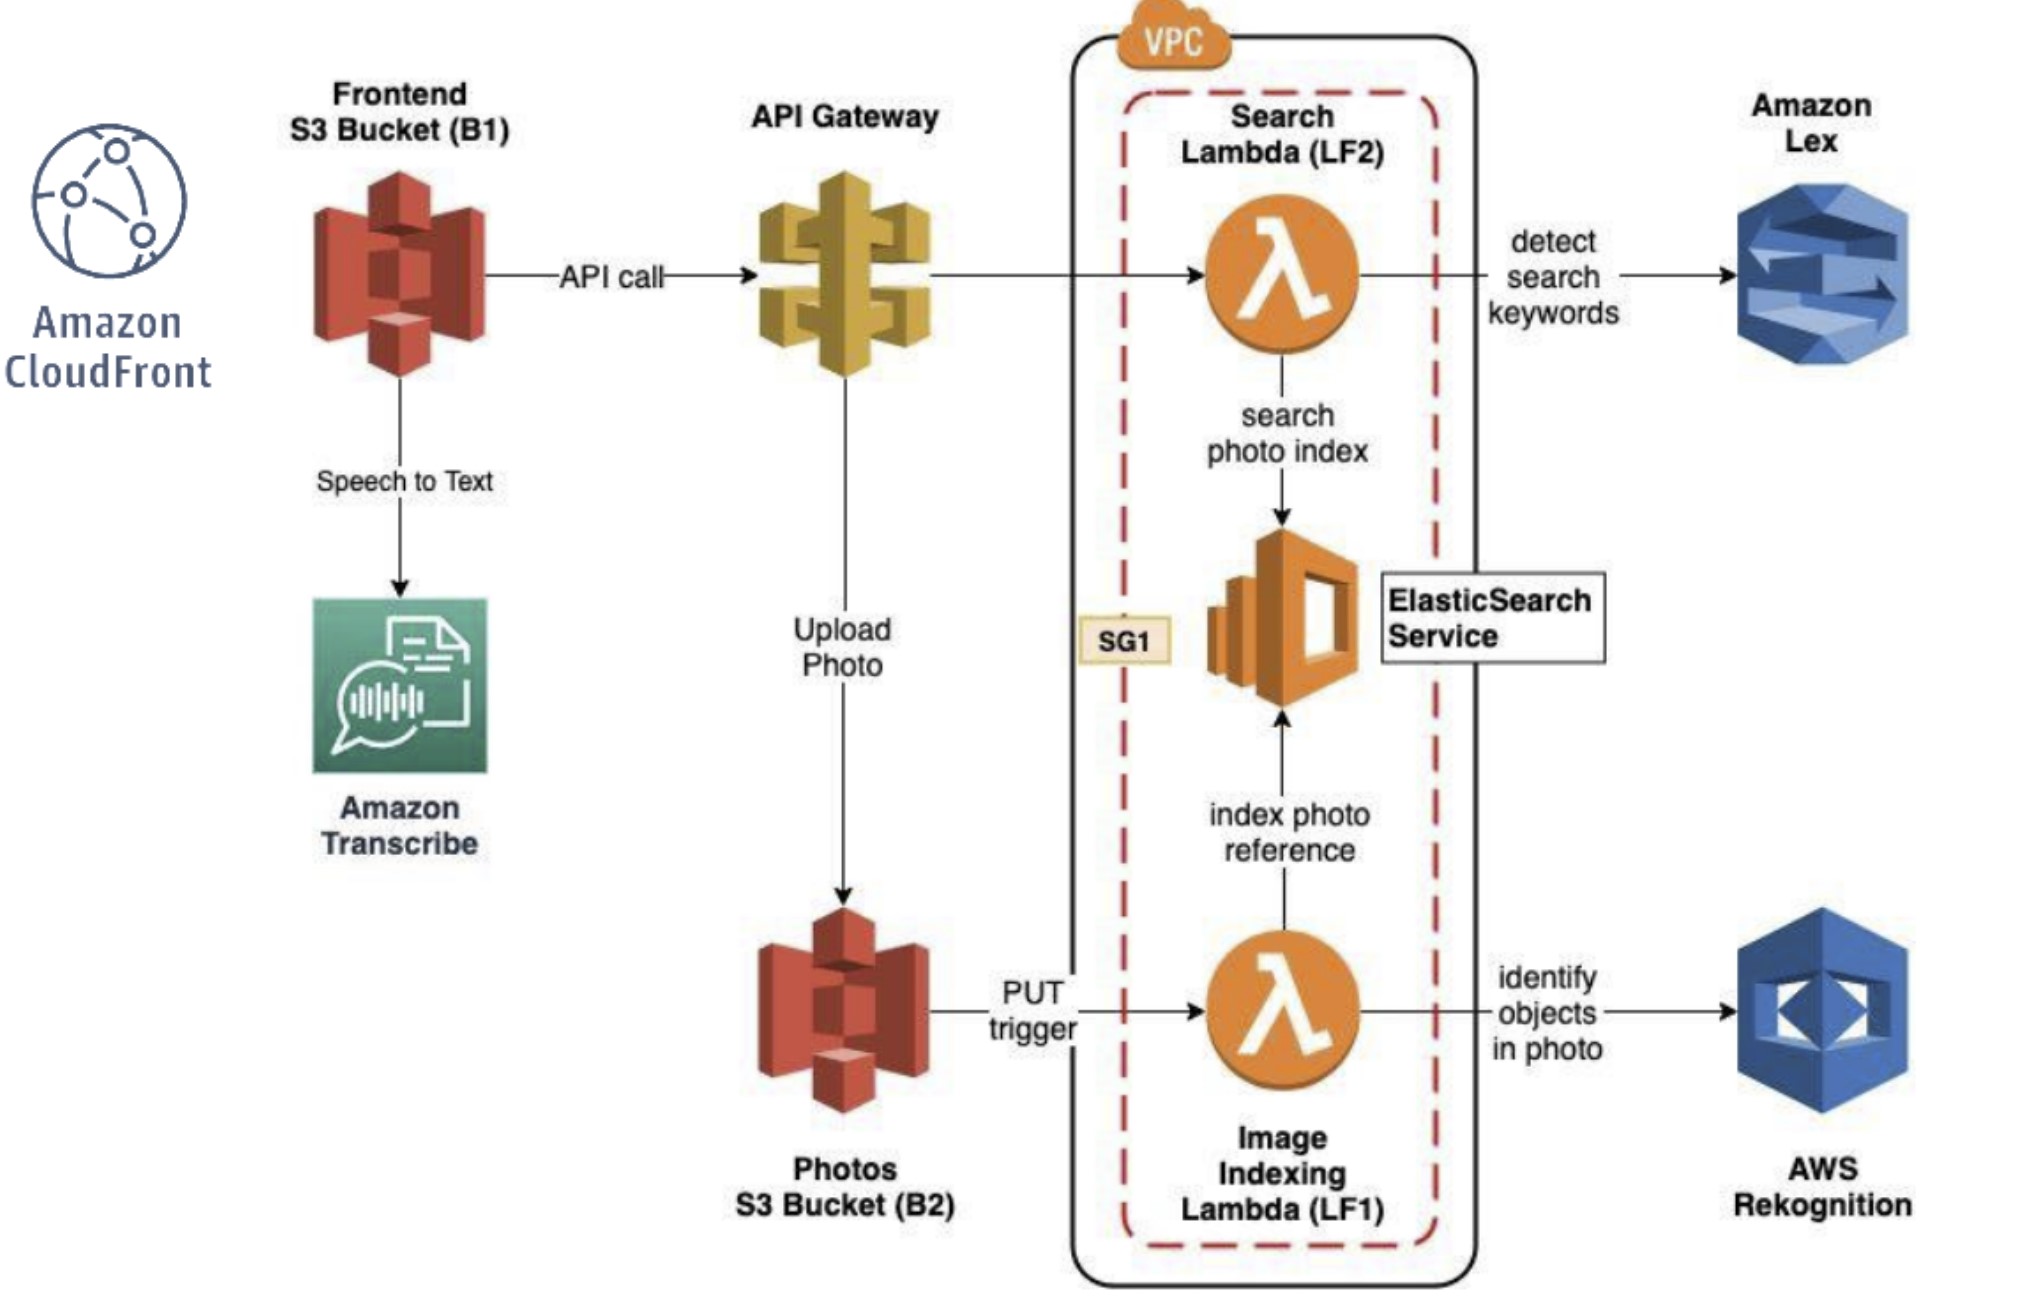 VPC
Frontend
S3 Bucket (B1)
API Gateway
Search
Lambda (LF2)
Amazon
Lex
Amazon
CloudFront
API call
detect
search
keywords
search
photo index
Speech to Text
ElasticSearch
Service
SG1
Upload
Photo
Amazon
Transcribe
index photo
reference
PUT
trigger
identify
objects
in photo
Photos
S3 Bucket (B2)
Image
Indexing
Lambda (LF1)
AWS
Rekognition